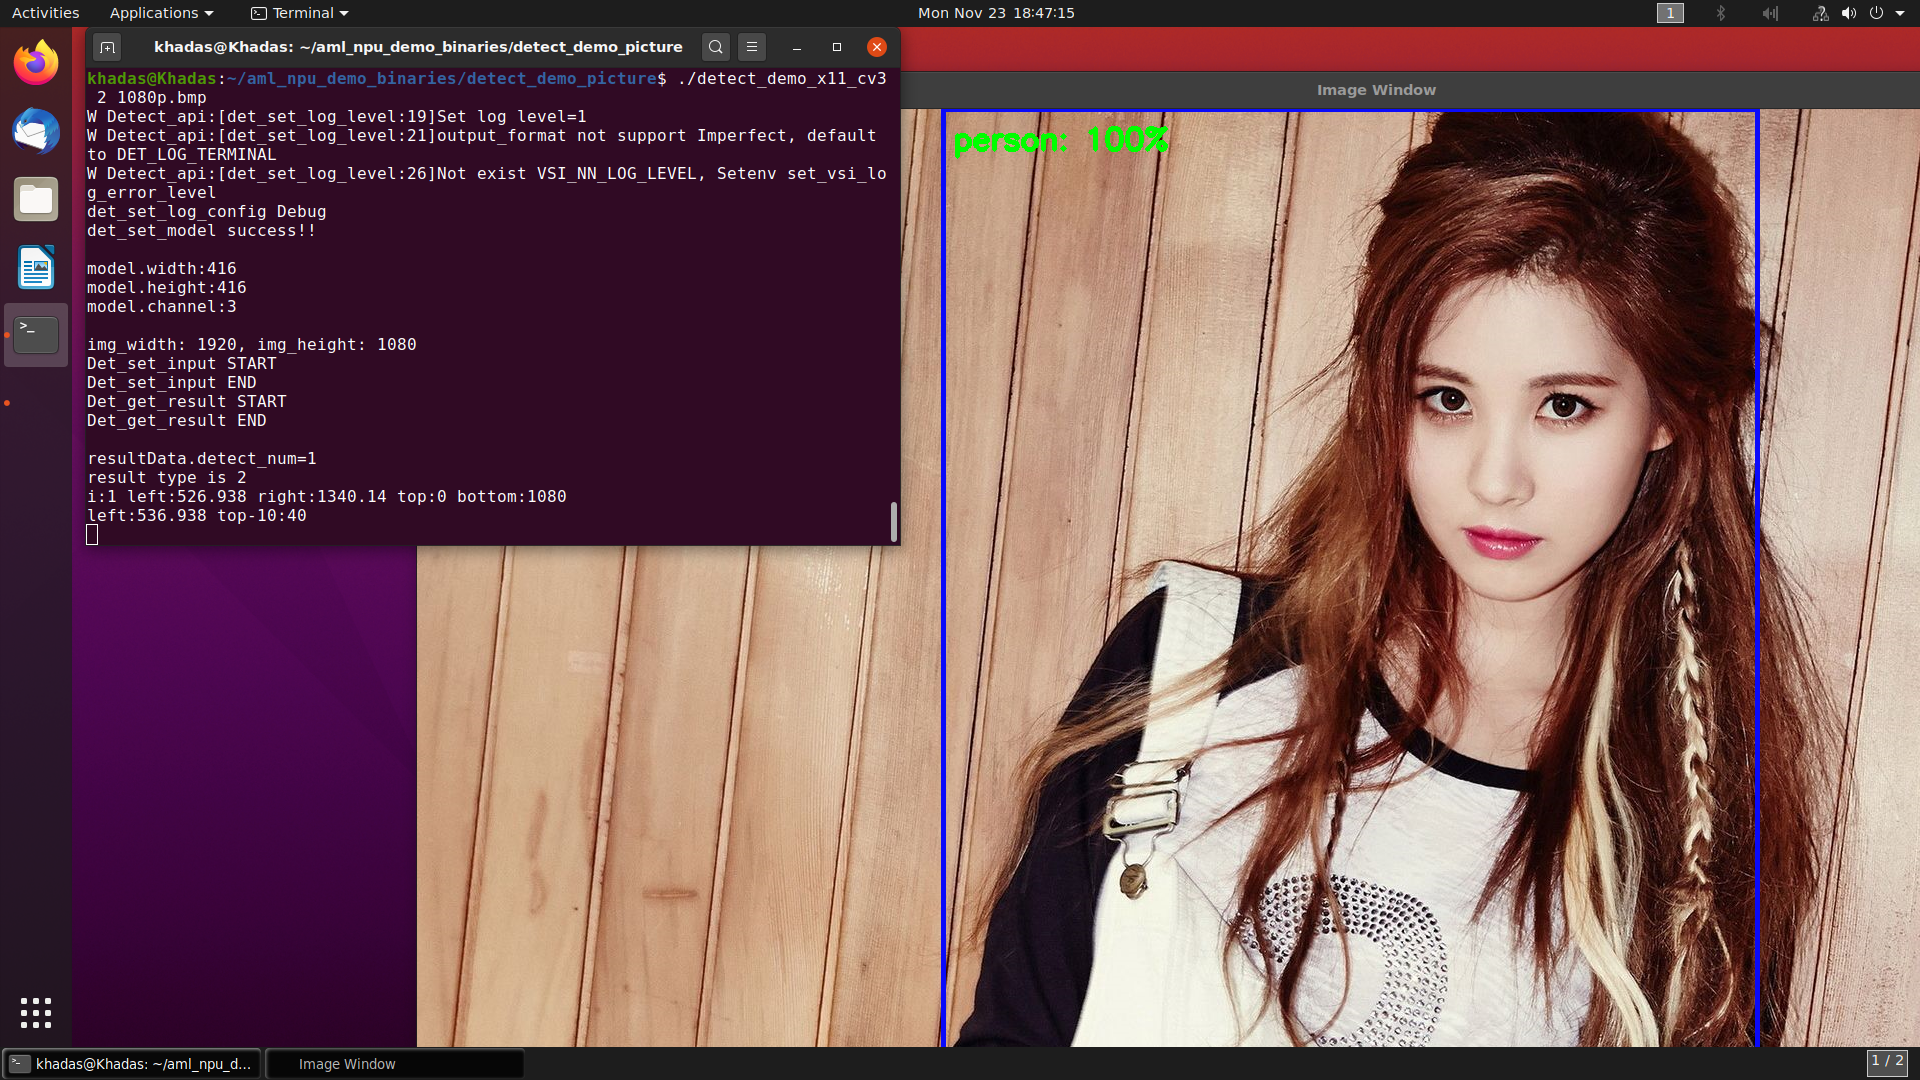 Activities
Applications
Terminal
Mon Nov 23 18:47:15
1
khadas@Khadas: ~/aml_npu_demo_binaries/detect_demo_picture
khadas@Khadas:~/aml_npu_demo_binaries/detect_demo_picture$ ./detect_demo_x11_cv3
 2 1080p.bmp
W Detect_api:[det_set_log_level:19]Set log level=1
W Detect_api:[det_set_log_level:21]output_format not support Imperfect, default
to DET_LOG_TERMINAL
W Detect_api:[det_set_log_level:26]Not exist VSI_NN_LOG_LEVEL, Setenv set_vsi_lo
g_error_level
det_set_log_config Debug
det_set_model success!!
model.width:416
model.height:416
model.channel:3
img_width: 1920, img_height: 1080
Det_set_input START
Det_set_input END
Det_get_result START
Det_get_result END
resultData.detect_num=1
result type is 2
i:1 left:526.938 right:1340.14 top:0 bottom:1080
left:536.938 top-10:40
Image Window
person: 100%
khadas@Khadas: ~/aml_npu_d...
Image Window
1 / 2